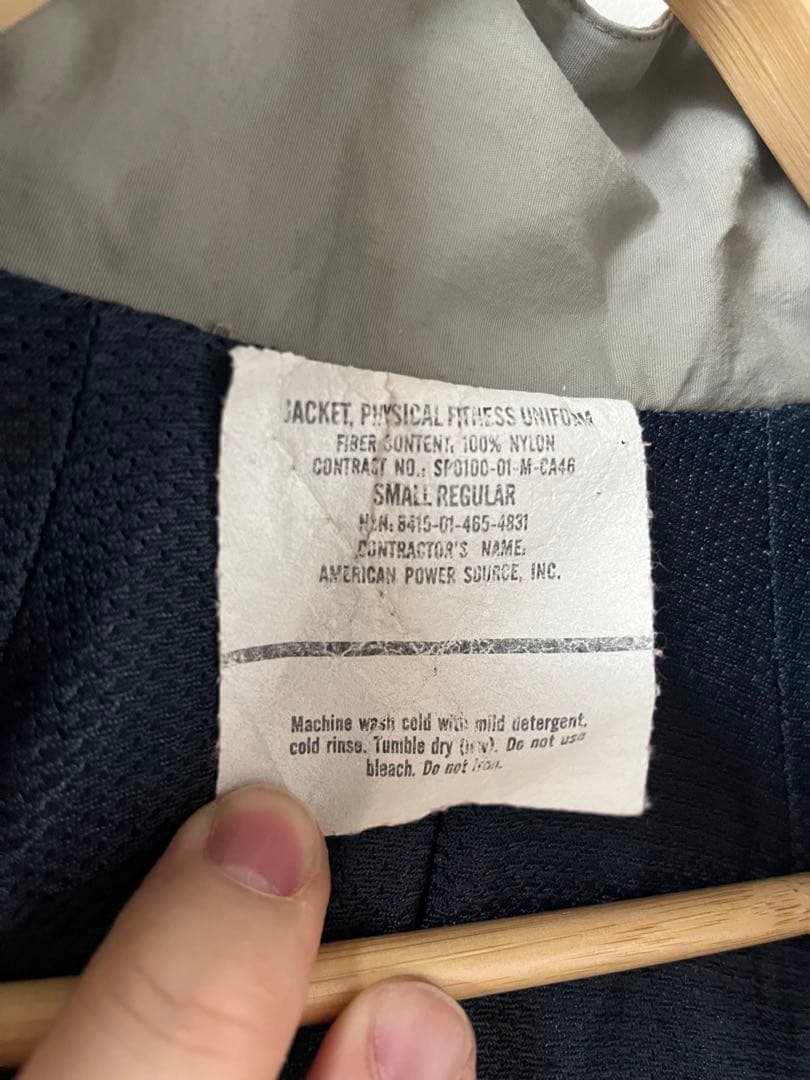 JACKET, PHYSICAL FITNESS UNIFORM
FIBER CONTENT, 100% NYLON
CONTRACT NO.: SP0100-01-M-CA46
SMALL REGULAR
NSN: 8415-01-465-4831
CONTRACTOR'S NAME:
AMERICAN POWER SOURCE, INC.
Machine wash cold with mild detergent,
cold rinse. Tumble dry (low). Do not use
bleach. Do not iron.